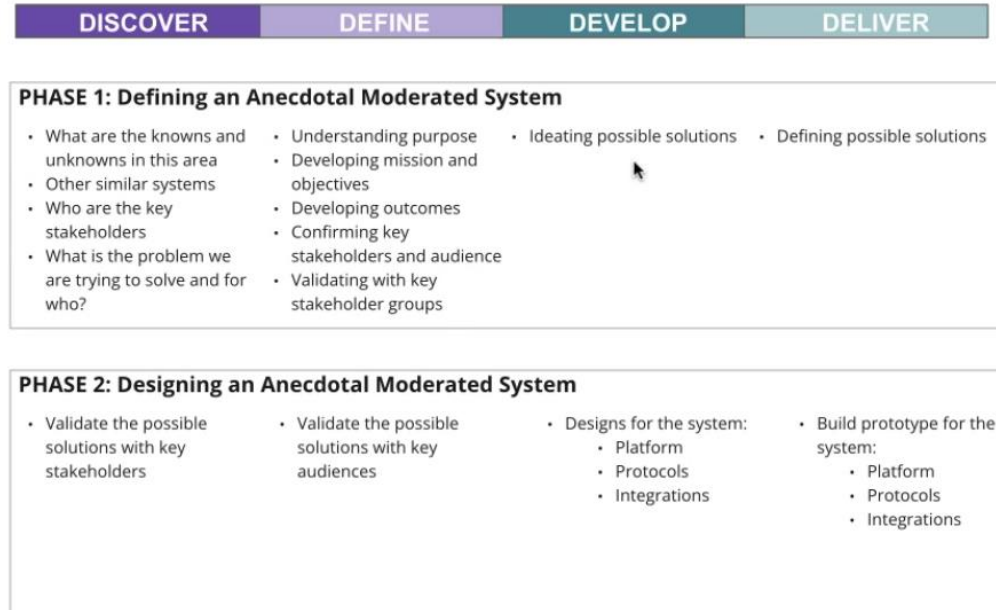 DISCOVER
DEFINE
DEVELOP
DELIVER
PHASE 1: Defining an Anecdotal Moderated System
• What are the knowns and
unknowns in this area
• Other similar systems
• Who are the key
stakeholders
• What is the problem we
are trying to solve and for
who?
• Understanding purpose
• Developing mission and
objectives
• Developing outcomes
• Confirming key
stakeholders and audience
• Validating with key
stakeholder groups
• Ideating possible solutions
• Defining possible solutions
PHASE 2: Designing an Anecdotal Moderated System
• Validate the possible
solutions with key
stakeholders
• Validate the possible
solutions with key
audiences
• Designs for the system:
• Platform
• Protocols
• Integrations
• Build prototype for the
system:
• Platform
• Protocols
• Integrations